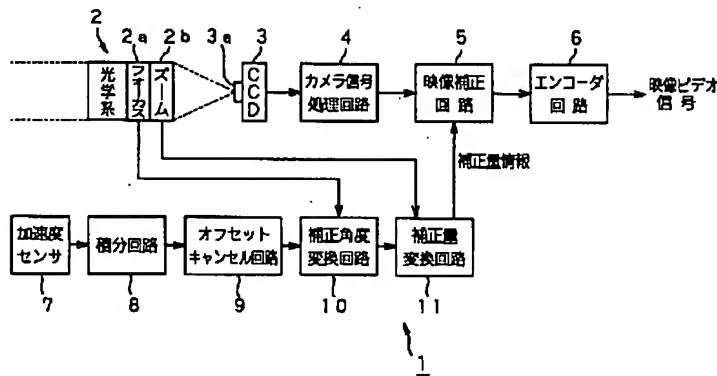 2
2a 2b 3a 3 4 5 6
光学系
フォーカス
ズーム
CCD
カメラ信号
処理回路
映像補正
回路
エンコーダ
回路
映像ビデオ
信号
補正量情報
加速度
センサ
積分回路
オフセット
キャンセル回路
補正角度
変換回路
補正量
変換回路
7 8 9 10 11
1